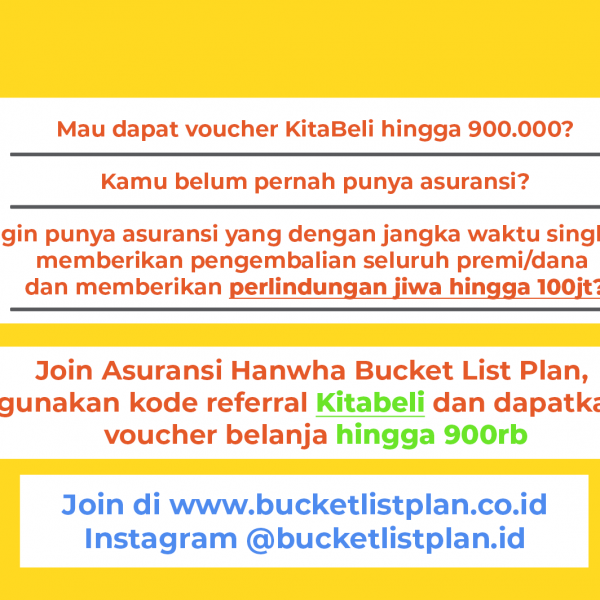 Mau dapat voucher KitaBeli hingga 900.000?
Kamu belum pernah punya asuransi?
gin punya asuransi yang dengan jangka waktu sing
memberikan pengembalian seluruh premi/dana
dan memberikan perlindungan jiwa hingga 100jt?
Join Asuransi Hanwha Bucket List Plan,
gunakan kode referral Kitabeli dan dapatka
voucher belanja hingga 900rb
Join di www.bucketlistplan.co.id
Instagram @bucketlistplan.id